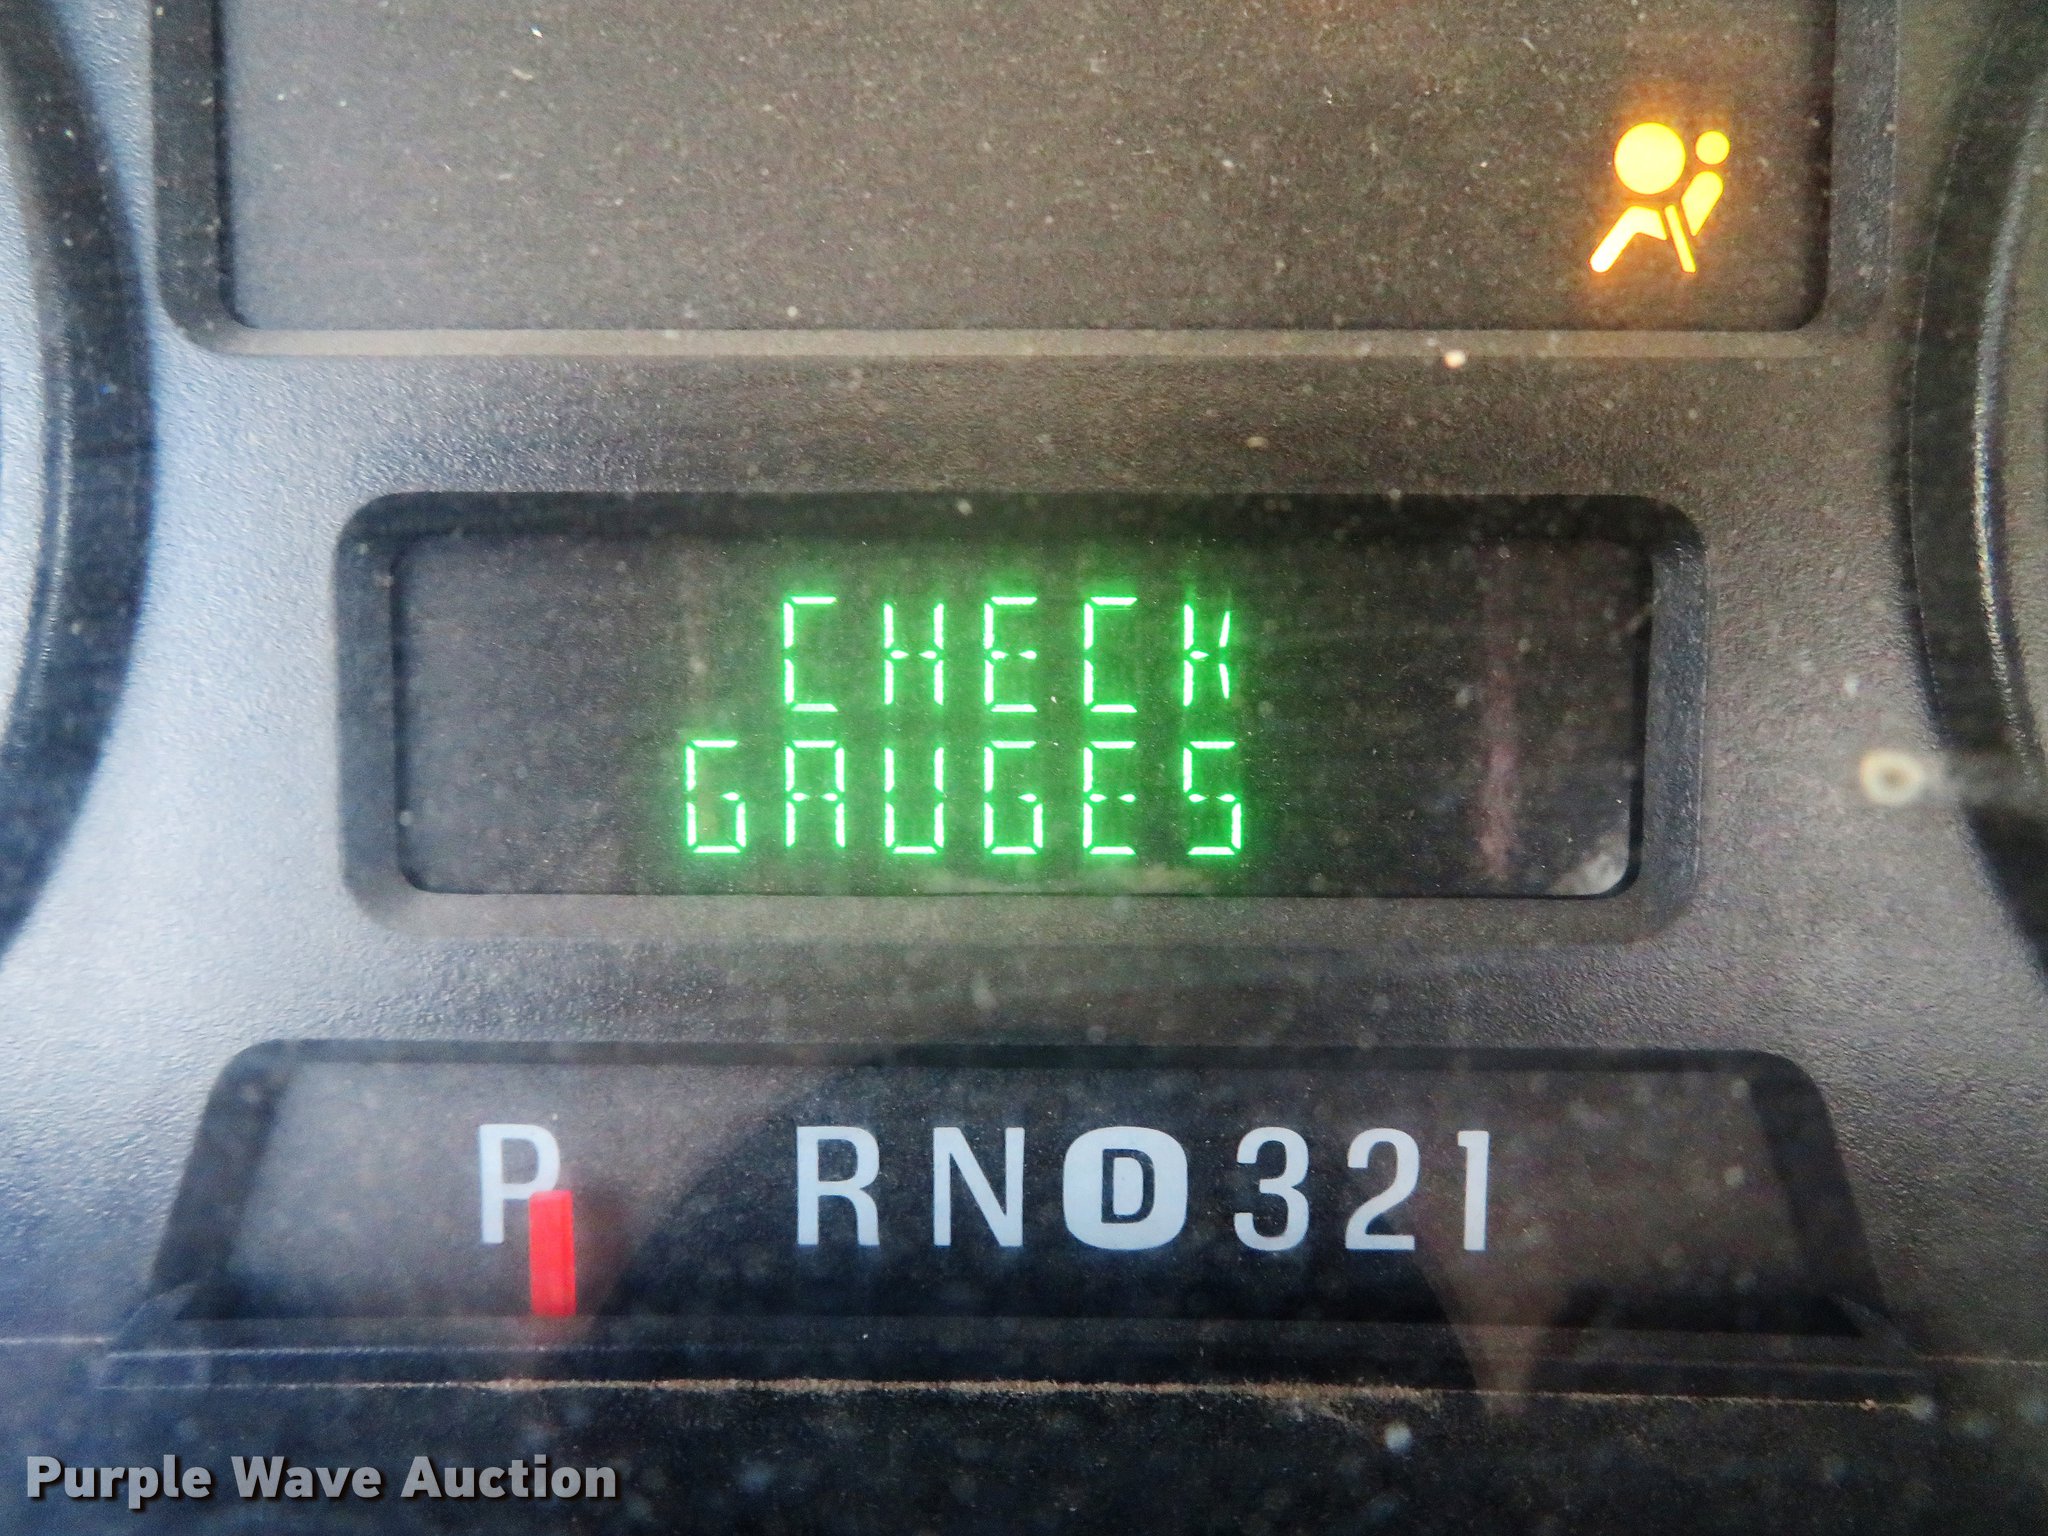 CHECK
GAUGES
P RND321
Purple Wave Auction